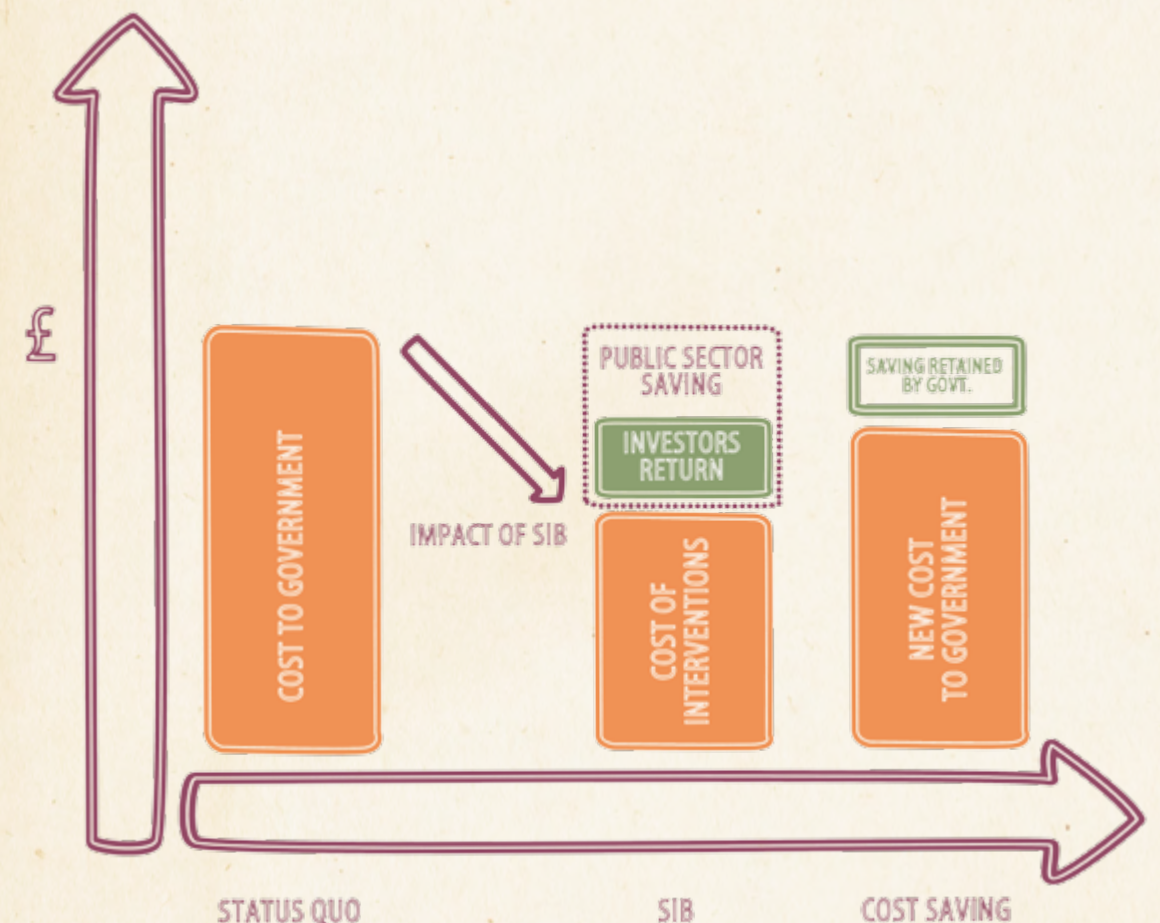 £
COST TO GOVERNMENT
IMPACT OF SIB
PUBLIC SECTOR
SAVING
INVESTORS
RETURN
COST OF
INTERVENTIONS
SAVING RETAINED
BY GOVT.
NEW COST
TO GOVERNMENT
STATUS QUO
SIB
COST SAVING